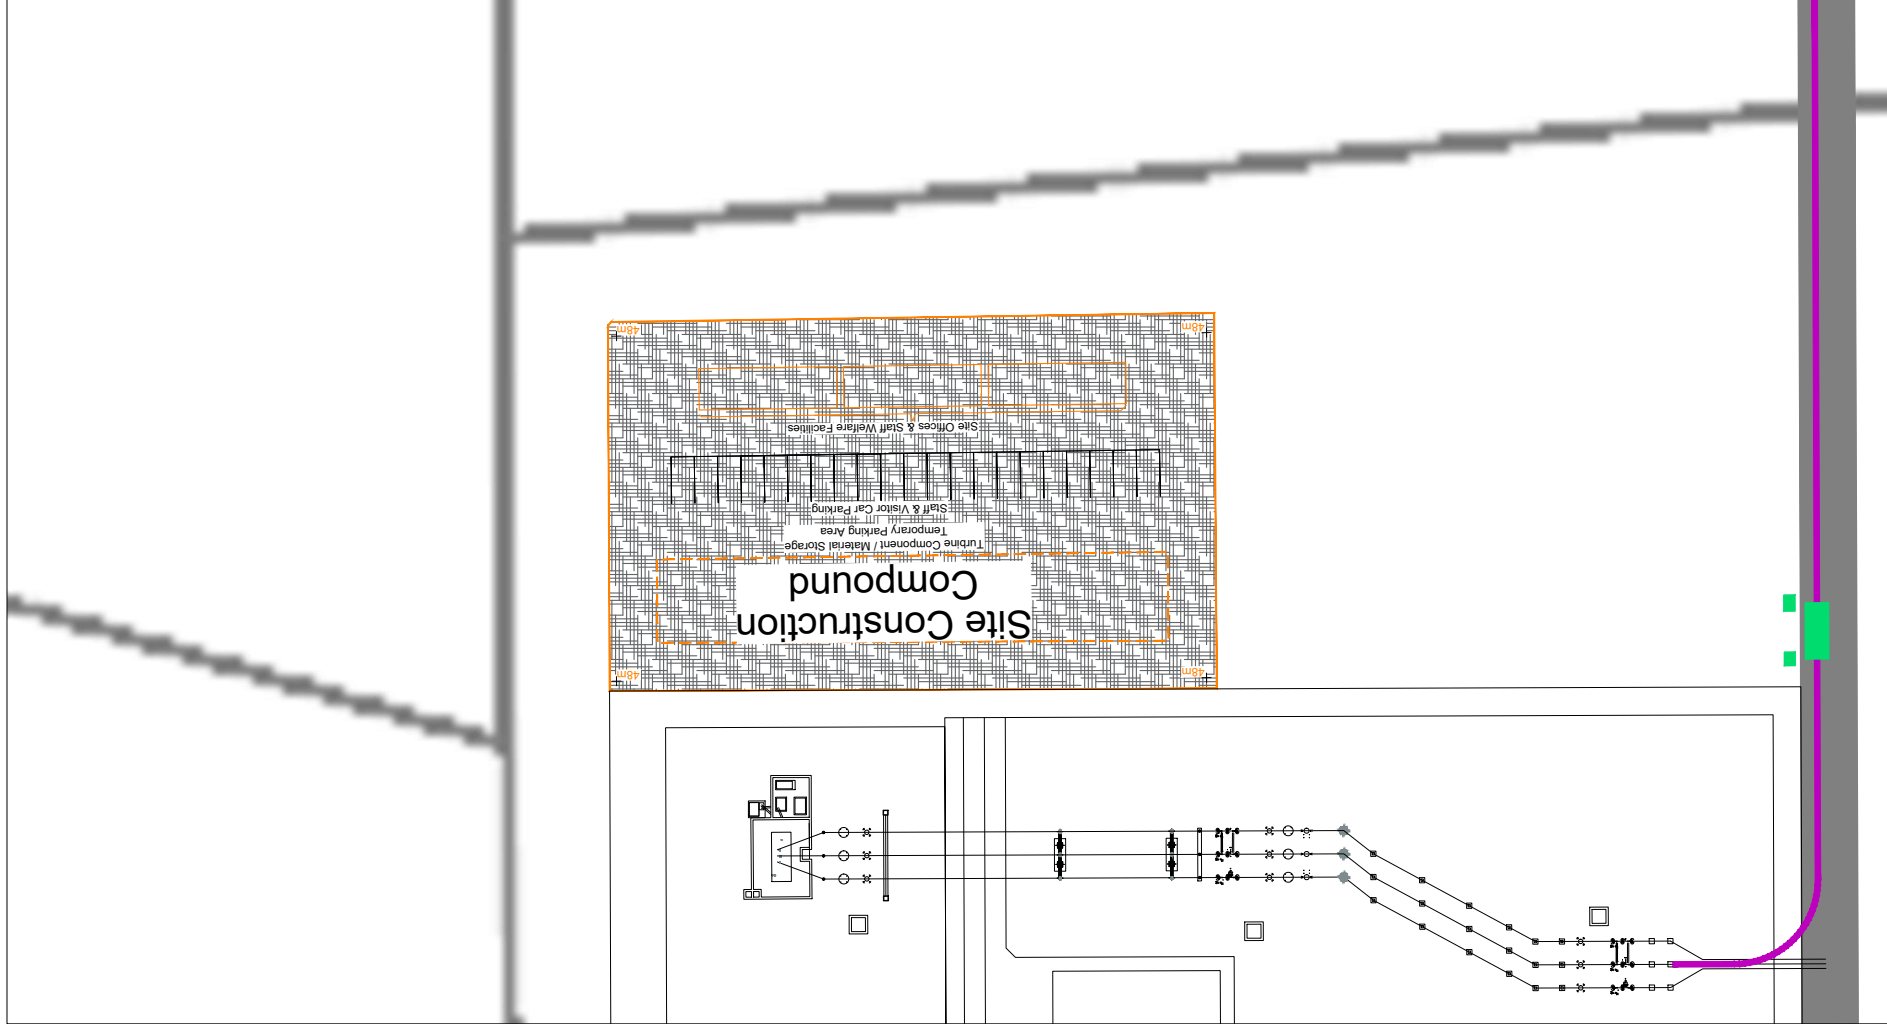 48m
48m
Site Construction
Compound
Turbine Component / Material Storage
Temporary Parking Area
Staff & Visitor Car Parking
Site Offices & Staff Welfare Facilities
48m
48m